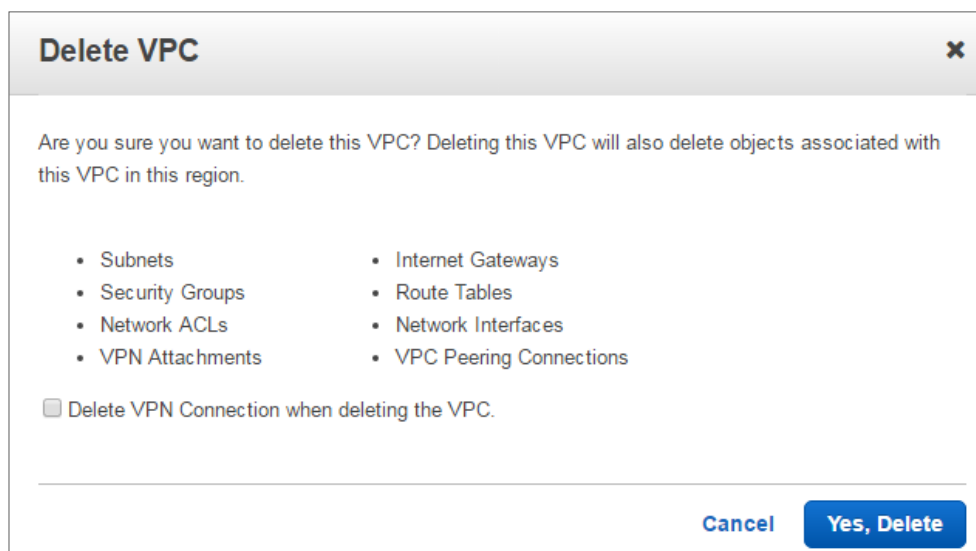 Delete VPC
Are you sure you want to delete this VPC? Deleting this VPC will also delete objects associated with
this VPC in this region.
• Subnets
• Security Groups
• Network ACLs
• VPN Attachments
• Internet Gateways
• Route Tables
• Network Interfaces
• VPC Peering Connections
Delete VPN Connection when deleting the VPC.
Cancel
Yes, Delete